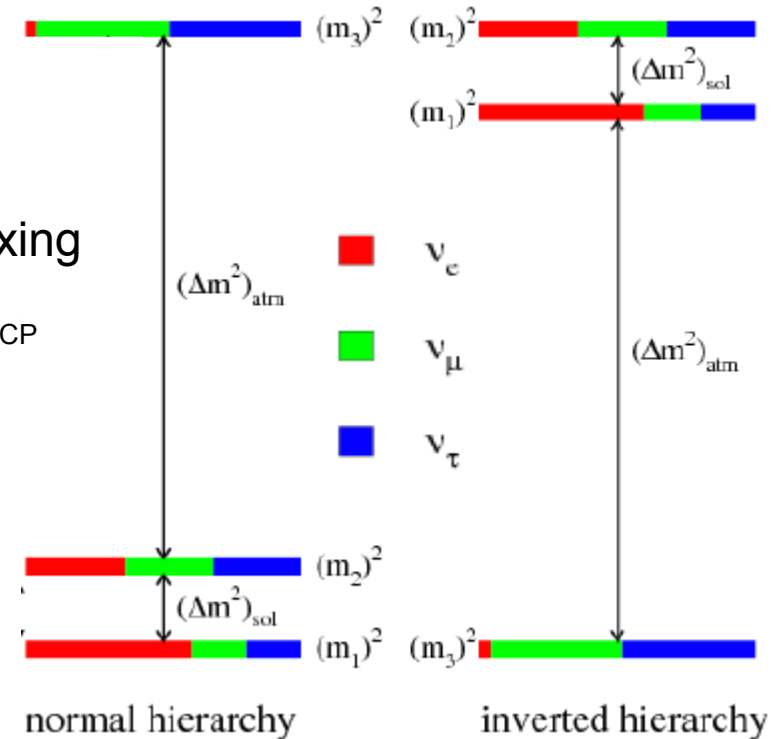 (m₃)² (m₂)²
(Δm²)sol
(m₁)²
xing
νe
(Δm²)atm
CP
νμ
(Δm²)atm
ντ
(m₂)²
(Δm²)sol
(m₁)² (m₃)²
normal hierarchy inverted hierarchy